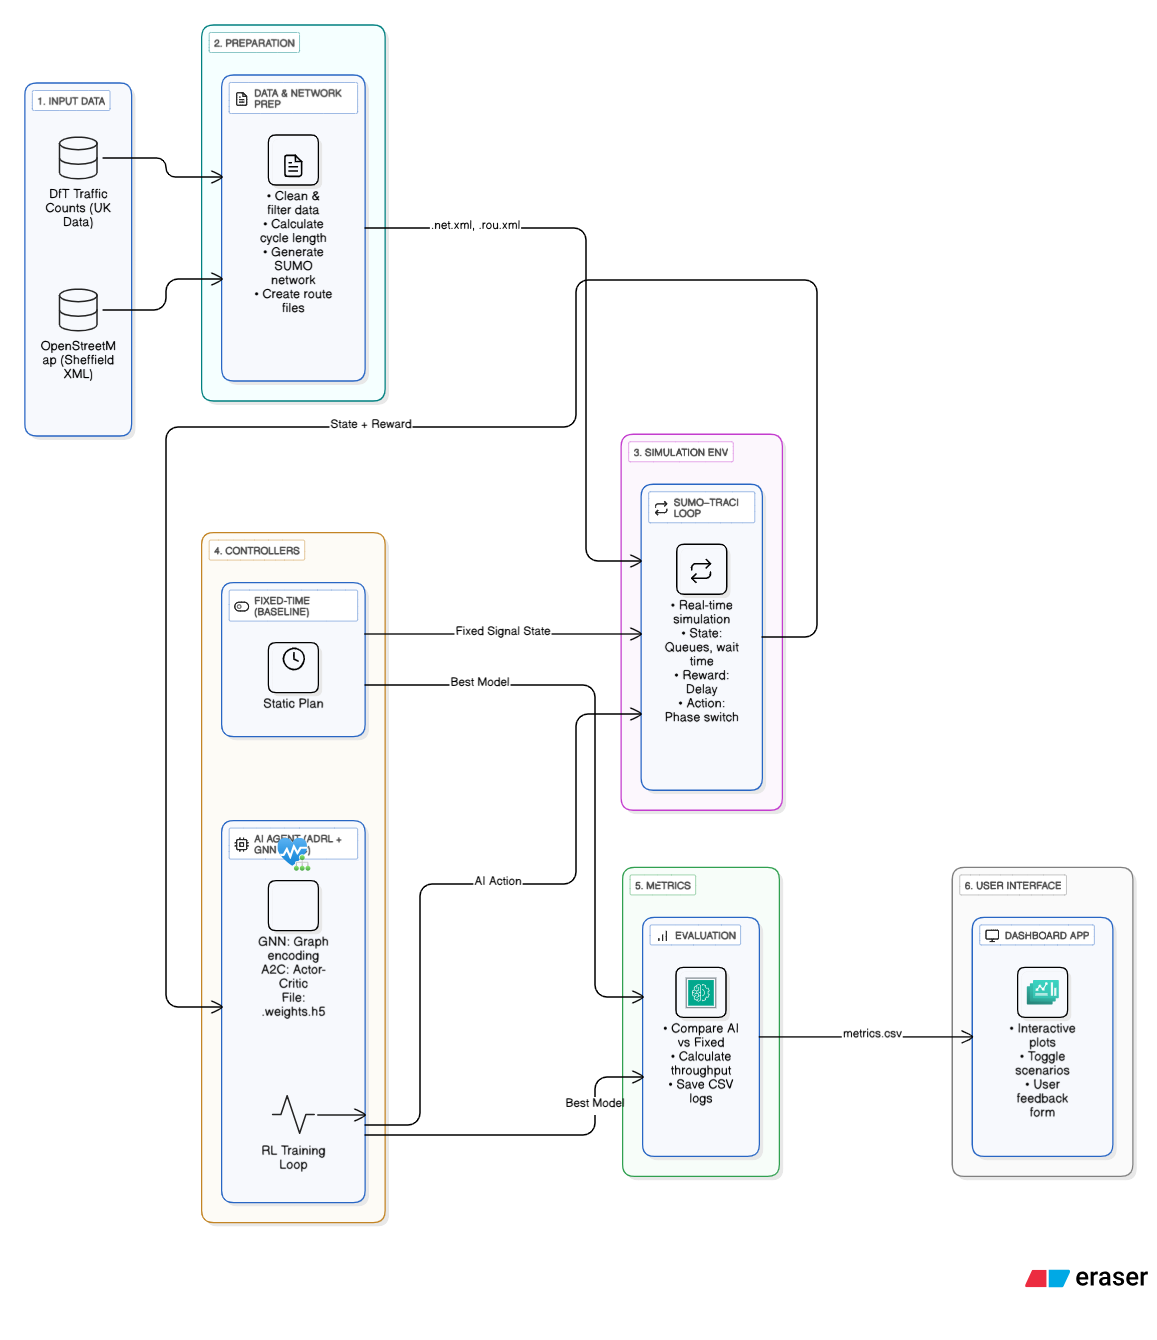 1. INPUT DATA
DfT Traffic
Counts (UK
Data)
OpenStreetM
ap (Sheffield
XML)
2. PREPARATION
DATA & NETWORK
PREP
• Clean &
filter data
• Calculate
cycle length
• Generate
SUMO
network
• Create route
files
.net.xml, .rou.xml
State + Reward
3. SIMULATION ENV
SUMO–TRACI
LOOP
• Real-time
simulation
• State:
Queues, wait
time
• Reward:
Delay
• Action:
Phase switch
4. CONTROLLERS
FIXED-TIME
(BASELINE)
Static Plan
Fixed Signal State
Best Model
AI AGENT (ADRL +
GNN
GNN: Graph
encoding
A2C: Actor-
Critic
File:
.weights.h5
RL Training
Loop
AI Action
Best Model
5. METRICS
EVALUATION
• Compare AI
vs Fixed
• Calculate
throughput
• Save CSV
logs
metrics.csv
6. USER INTERFACE
DASHBOARD APP
• Interactive
plots
• Toggle
scenarios
• User
feedback
form
eraser